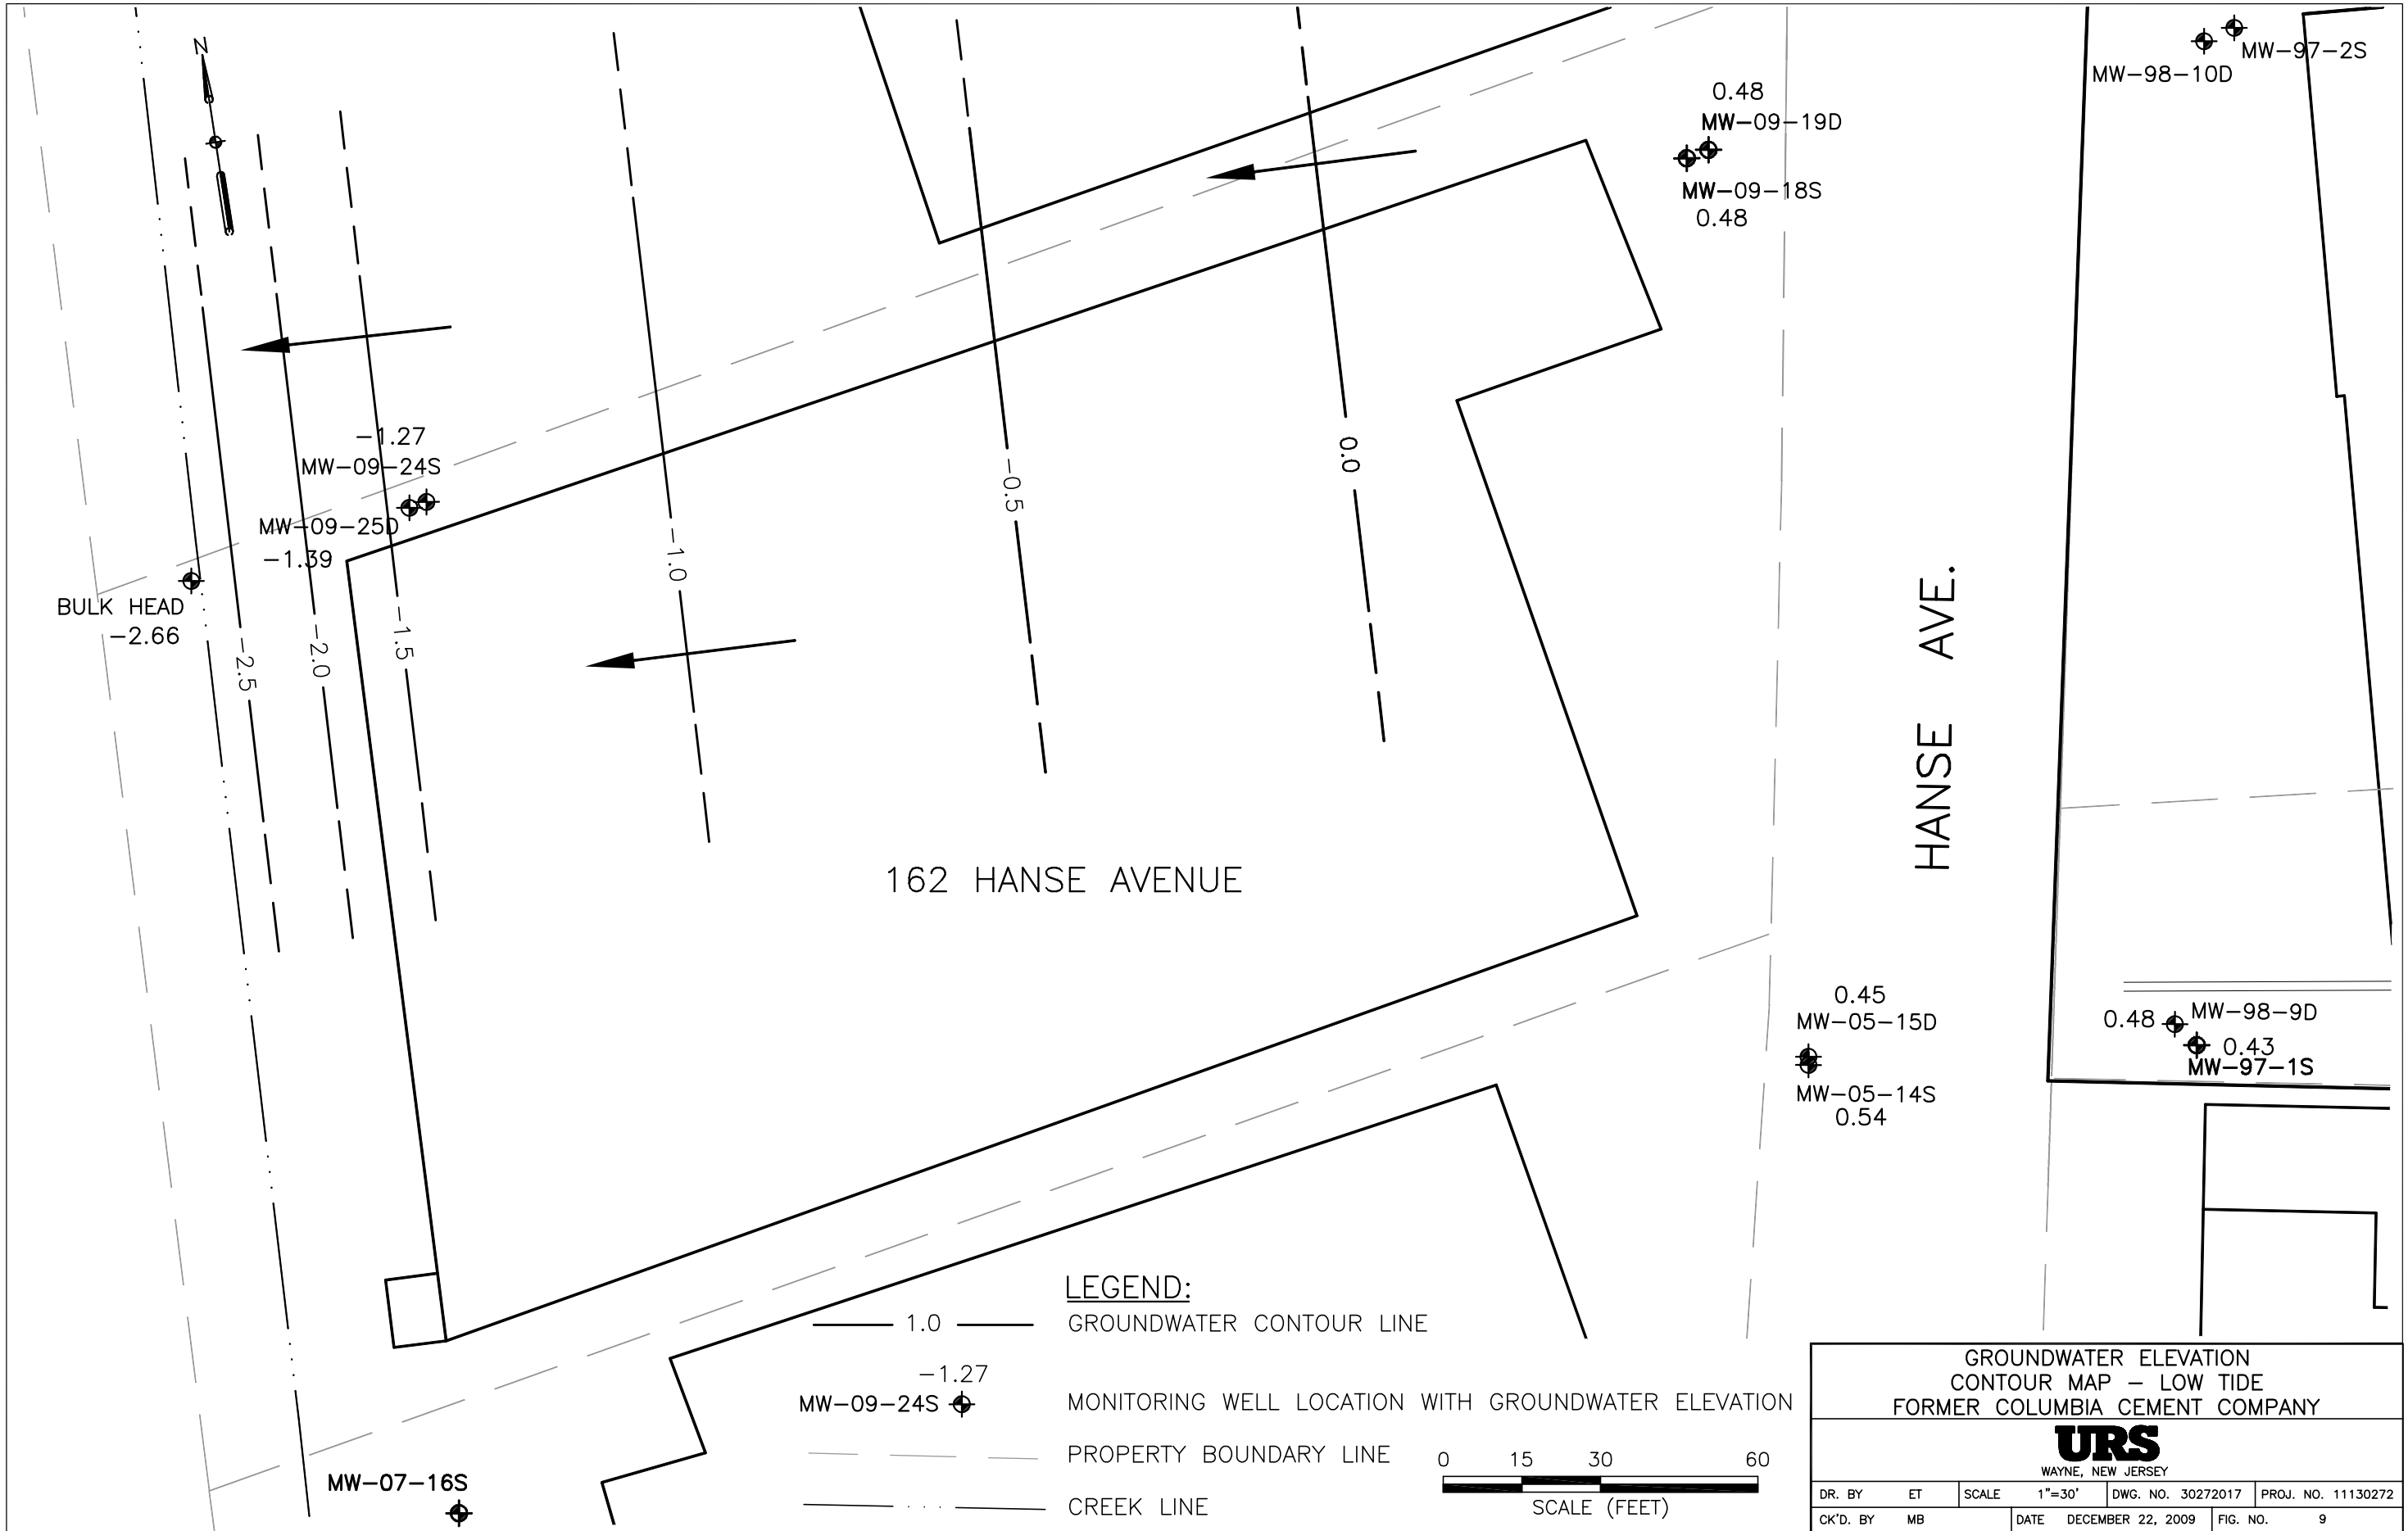 N
MW-97-2S
MW-98-10D
0.48
MW-09-19D
MW-09-18S
0.48
-1.27
MW-09-24S
MW-09-25D
-1.39
BULK HEAD
-2.66
-2.5
-2.0
-1.5
-1.0
-0.5
0.0
162 HANSE AVENUE
HANSE AVE.
0.45
MW-05-15D
MW-05-14S
0.54
0.48
MW-98-9D
0.43
MW-97-1S
MW-07-16S
LEGEND:
1.0
GROUNDWATER CONTOUR LINE
-1.27
MW-09-24S
MONITORING WELL LOCATION WITH GROUNDWATER ELEVATION
PROPERTY BOUNDARY LINE
CREEK LINE
0 15 30 60
SCALE (FEET)
GROUNDWATER ELEVATION
CONTOUR MAP - LOW TIDE
FORMER COLUMBIA CEMENT COMPANY
URS
WAYNE, NEW JERSEY
DR. BY ET SCALE 1"=30' DWG. NO. 30272017 PROJ. NO. 11130272
CK'D. BY MB DATE DECEMBER 22, 2009 FIG. NO. 9